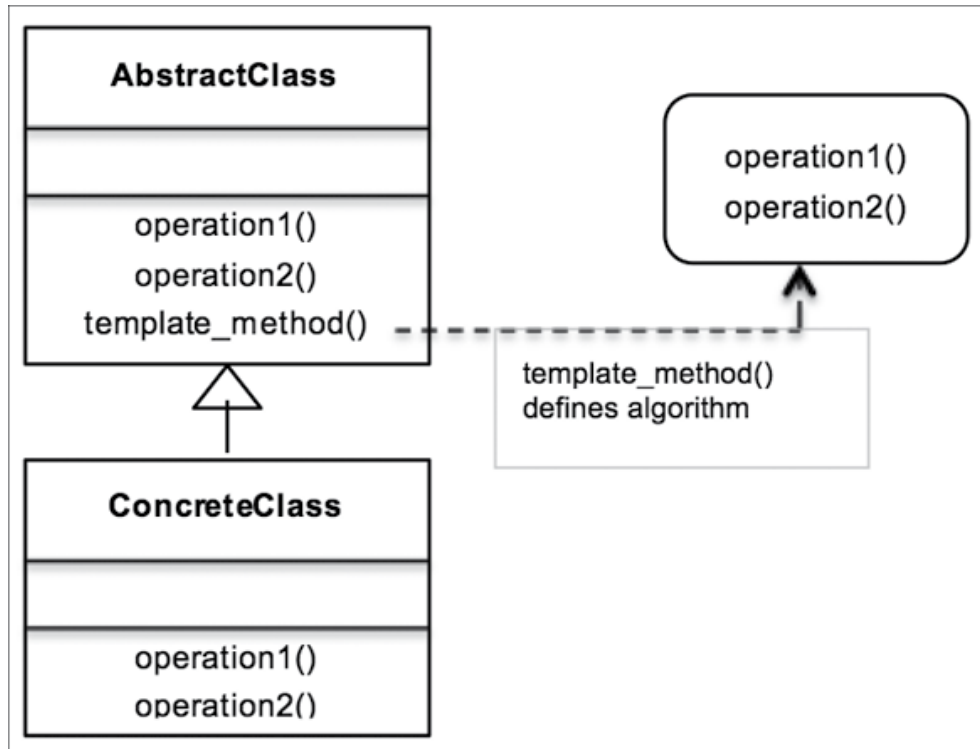 AbstractClass
operation1()
operation2()
template_method()
operation1()
operation2()
template_method()
defines algorithm
ConcreteClass
operation1()
operation2()